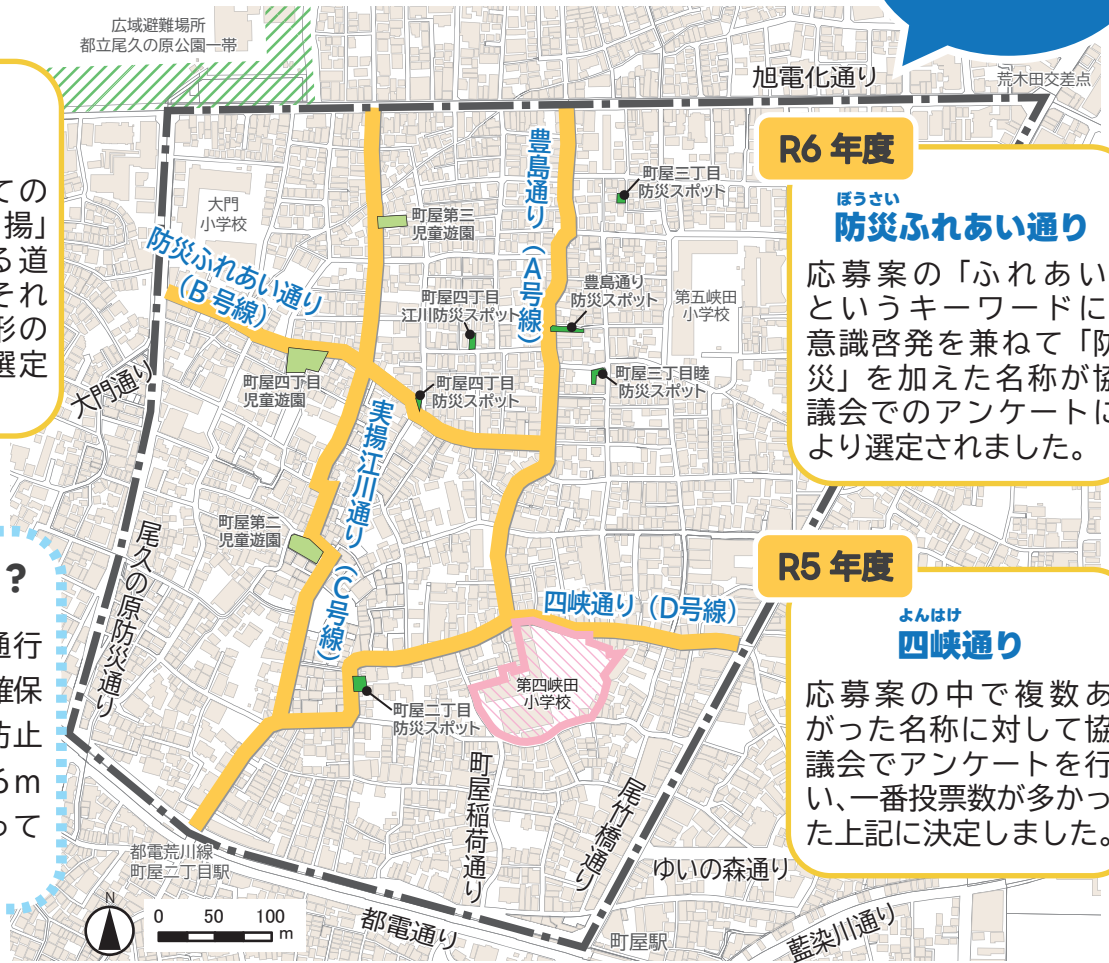 広域避難場所
都立尾久の原公園一帯
旭電化通り
荒木田交差点
ての
揚」
る道
それ
形の
選定
大門
小学校
防災ふれあい通り
（B号線）
町屋第三
児童遊園
豊島通り（A号線）
町屋三丁目
防災スポット
豊島通り
防災スポット
町屋四丁目
江川防災スポット
第五峡田
小学校
町屋三丁目睦
防災スポット
町屋四丁目
防災スポット
町屋四丁目
児童遊園
大門通り
実揚江川通り（C号線）
町屋第二
児童遊園
尾久の原防災通り
四峡通り（D号線）
第四峡田
小学校
町屋二丁目
防災スポット
町屋稲荷通り
尾竹橋通り
ゆいの森通り
藍染川通り
町屋駅
都電通り
都電荒川線
町屋二丁目駅
N
0 50 100
m
？
通行
確保
防止
6m
って
R6 年度
ぼうさい
防災ふれあい通り
応募案の「ふれあい
というキーワードに
意識啓発を兼ねて「防
災」を加えた名称が協
議会でのアンケートに
より選定されました。
R5 年度
よんはけ
四峡通り
応募案の中で複数あ
がった名称に対して協
議会でアンケートを行
い、一番投票数が多かっ
た上記に決定しました。